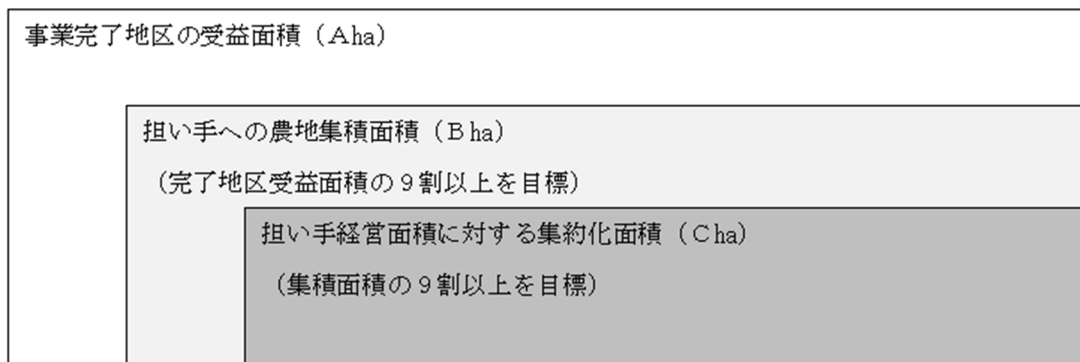 事業完了地区の受益面積（Ａha）
担い手への農地集積面積（Ｂha）
（完了地区受益面積の９割以上を目標）
担い手経営面積に対する集約化面積（Ｃha）
（集積面積の９割以上を目標）